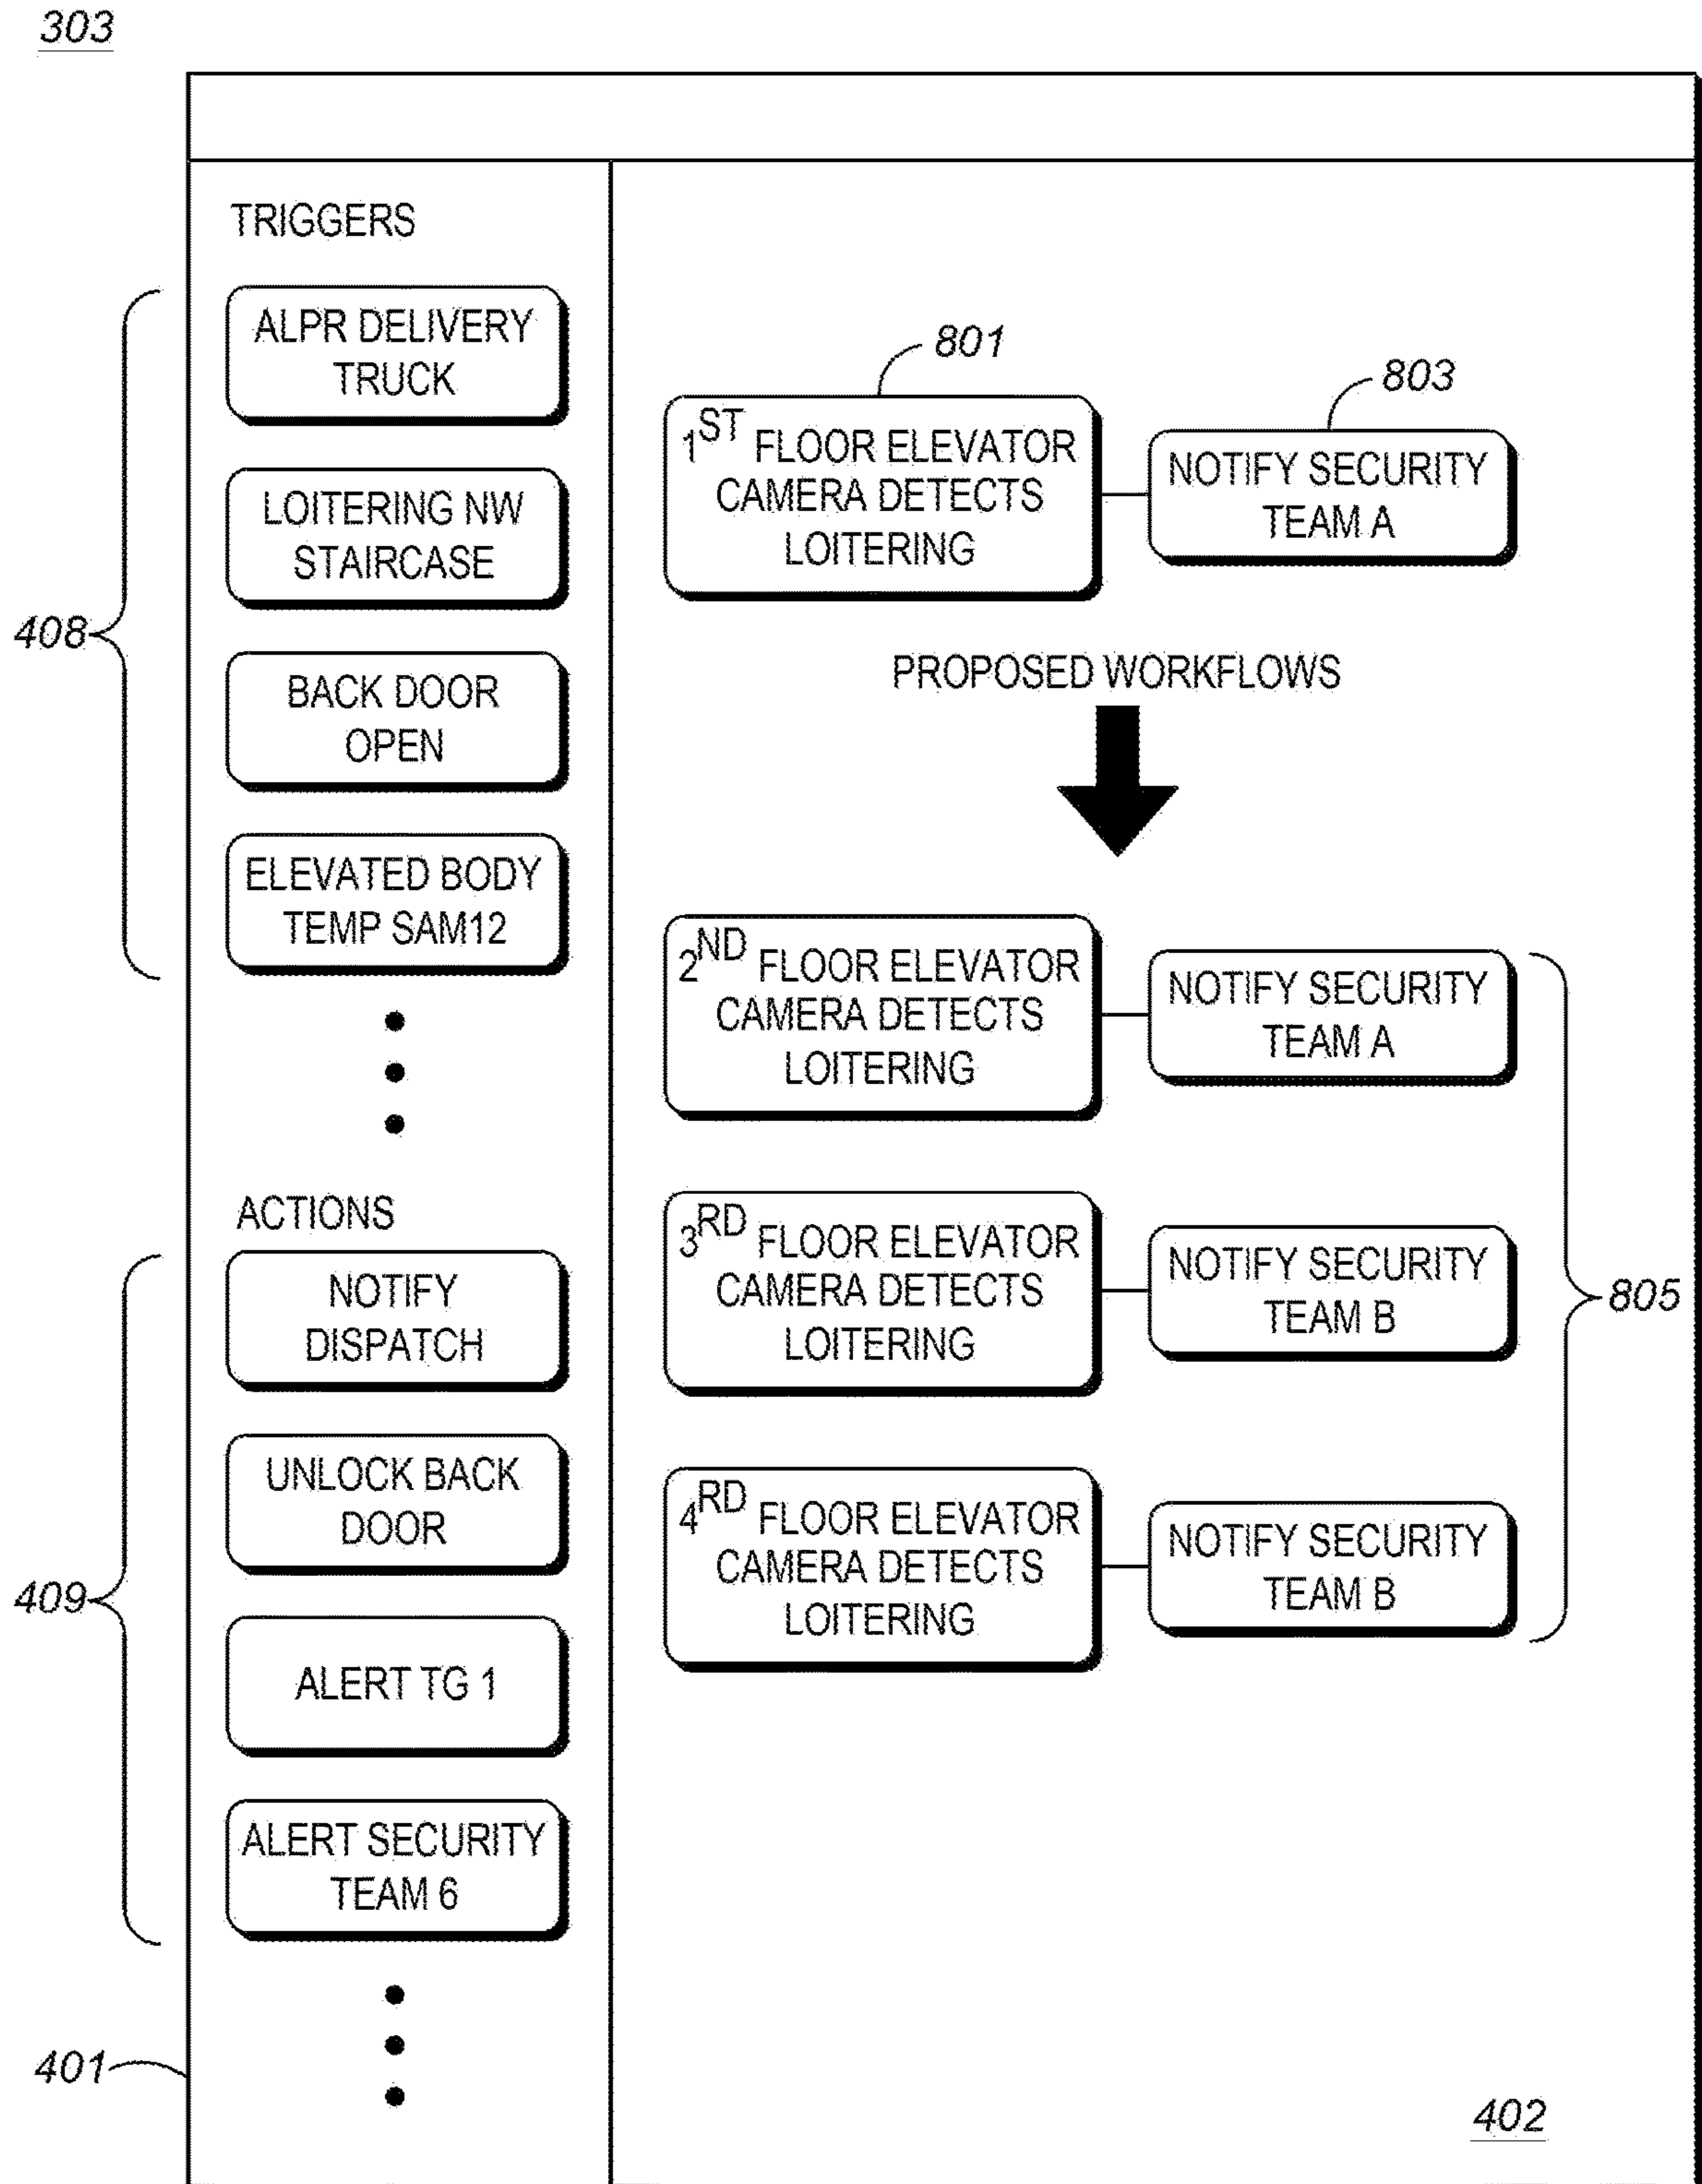 303
TRIGGERS
ALPR DELIVERY
TRUCK
LOITERING NW
STAIRCASE
408
BACK DOOR
OPEN
ELEVATED BODY
TEMP SAM12
ACTIONS
NOTIFY
DISPATCH
UNLOCK BACK
DOOR
409
ALERT TG 1
ALERT SECURITY
TEAM 6
401
801
803
1ST FLOOR ELEVATOR
CAMERA DETECTS
LOITERING
NOTIFY SECURITY
TEAM A
PROPOSED WORKFLOWS
2ND FLOOR ELEVATOR
CAMERA DETECTS
LOITERING
NOTIFY SECURITY
TEAM A
3RD FLOOR ELEVATOR
CAMERA DETECTS
LOITERING
NOTIFY SECURITY
TEAM B
805
4RD FLOOR ELEVATOR
CAMERA DETECTS
LOITERING
NOTIFY SECURITY
TEAM B
402